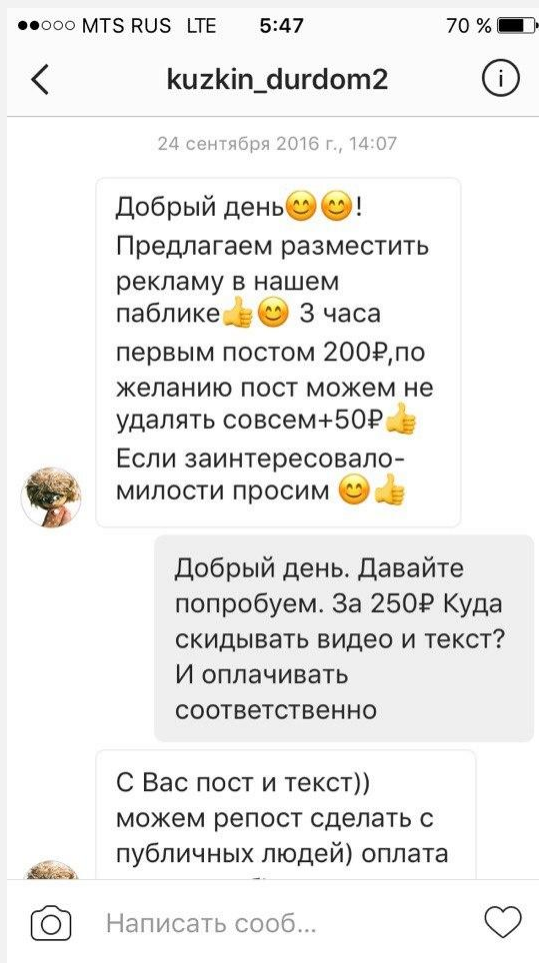 MTS RUS LTE 5:47 70 %
kuzkin_durdom2
24 сентября 2016 г., 14:07
Добрый день😊😊!
Предлагаем разместить
рекламу в нашем
паблике👍😊 3 часа
первым постом 200₽,по
желанию пост можем не
удалять совсем+50₽👍
Если заинтересовало-
милости просим 😊👍
Добрый день. Давайте
попробуем. За 250₽ Куда
скидывать видео и текст?
И оплачивать
соответственно
С Вас пост и текст))
можем репост сделать с
публичных людей) оплата
Написать сооб...